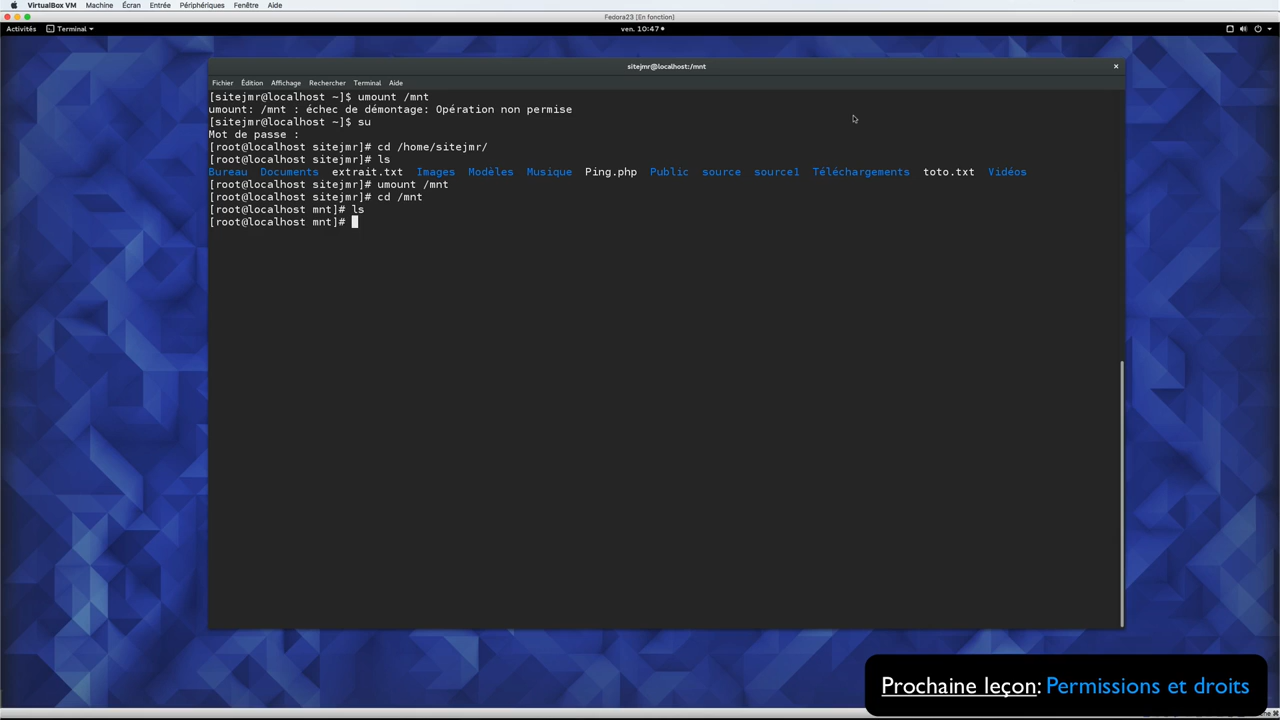 VirtualBox VM Machine Écran Entrée Périphériques Fenêtre Aide
Fedora23 [En fonction]
Activités Terminal ven. 10:47
sitejmr@localhost:/mnt
Fichier Édition Affichage Rechercher Terminal Aide
[sitejmr@localhost ~]$ umount /mnt
umount: /mnt : échec de démontage: Opération non permise
[sitejmr@localhost ~]$ su
Mot de passe :
[root@localhost sitejmr]# cd /home/sitejmr/
[root@localhost sitejmr]# ls
Bureau Documents extrait.txt Images Modèles Musique Ping.php Public source source1 Téléchargements toto.txt Vidéos
[root@localhost sitejmr]# umount /mnt
[root@localhost sitejmr]# cd /mnt
[root@localhost mnt]# ls
[root@localhost mnt]#
Prochaine leçon: Permissions et droits